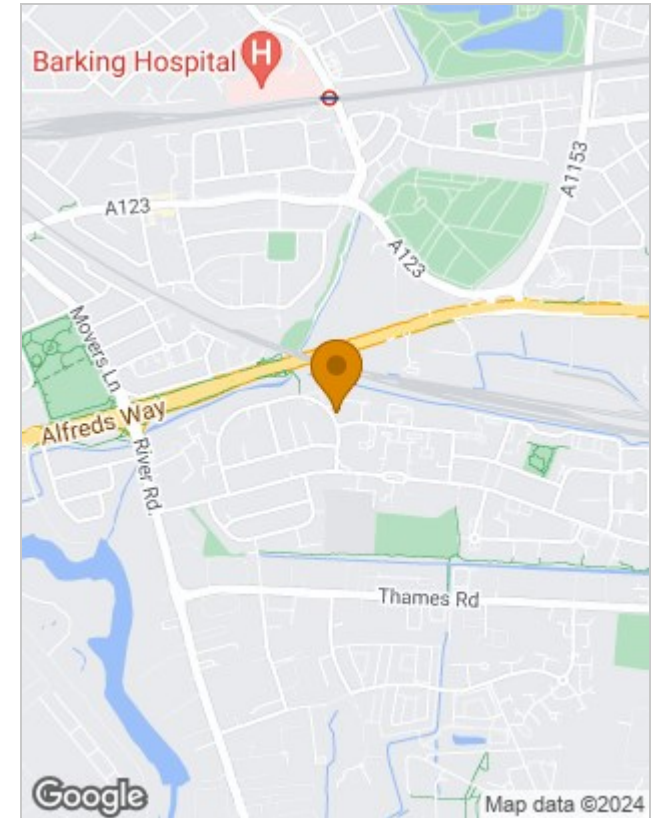 Barking Hospital
H
A1153
A123
A123
Movers Ln
Alfreds Way
River Rd
Thames Rd
Google
Map data ©2024